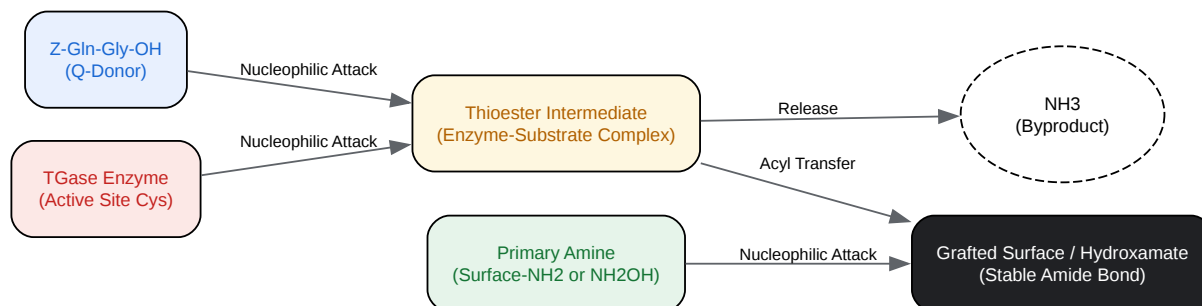 Z-Gln-Gly-OH
(Q-Donor)
Nucleophilic Attack
TGase Enzyme
(Active Site Cys)
Nucleophilic Attack
Thioester Intermediate
(Enzyme-Substrate Complex)
Release
NH3
(Byproduct)
Acyl Transfer
Primary Amine
(Surface-NH2 or NH2OH)
Nucleophilic Attack
Grafted Surface / Hydroxamate
(Stable Amide Bond)